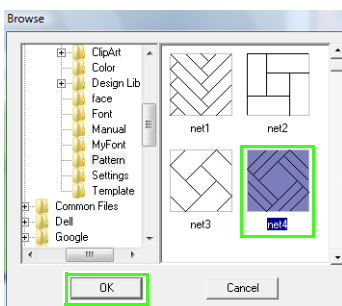 Browse
ClipArt
Color
Design Lib
face
Font
Manual
MyFont
Pattern
Settings
Template
Common Files
Dell
Google
net1
net2
net3
net4
OK
Cancel